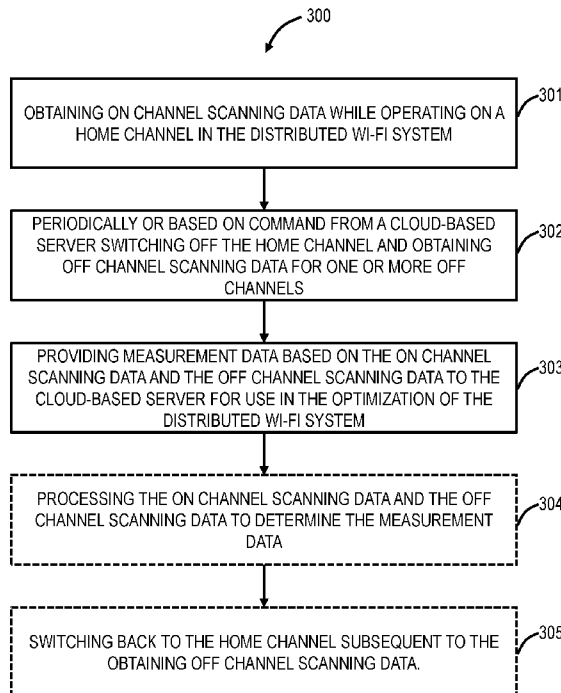 300
OBTAINING ON CHANNEL SCANNING DATA WHILE OPERATING ON A
HOME CHANNEL IN THE DISTRIBUTED WI-FI SYSTEM
301
PERIODICALLY OR BASED ON COMMAND FROM A CLOUD-BASED
SERVER SWITCHING OFF THE HOME CHANNEL AND OBTAINING
OFF CHANNEL SCANNING DATA FOR ONE OR MORE OFF
CHANNELS
302
PROVIDING MEASUREMENT DATA BASED ON THE ON CHANNEL
SCANNING DATA AND THE OFF CHANNEL SCANNING DATA TO THE
CLOUD-BASED SERVER FOR USE IN THE OPTIMIZATION OF THE
DISTRIBUTED WI-FI SYSTEM
303
PROCESSING THE ON CHANNEL SCANNING DATA AND THE OFF
CHANNEL SCANNING DATA TO DETERMINE THE MEASUREMENT
DATA
304
SWITCHING BACK TO THE HOME CHANNEL SUBSEQUENT TO THE
OBTAINING OFF CHANNEL SCANNING DATA.
305